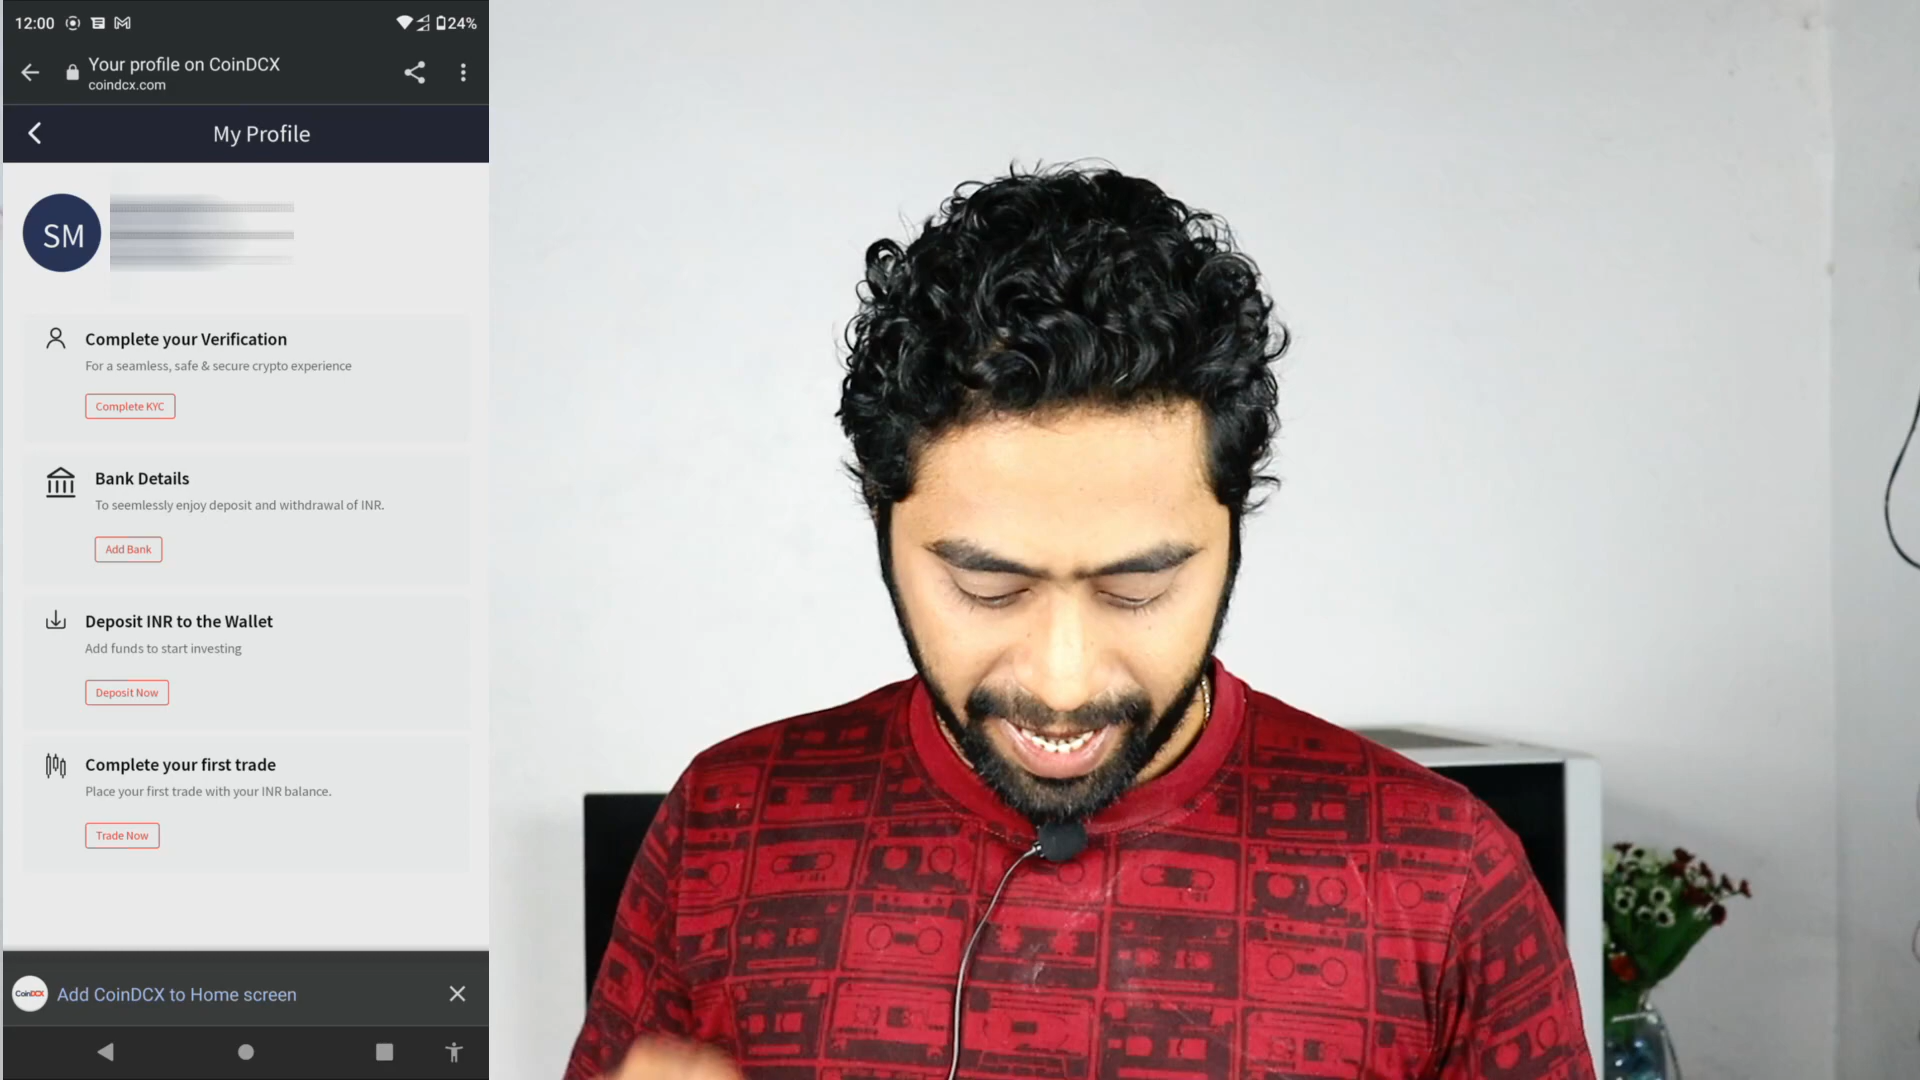 12:00
24%
Your profile on CoinDCX
coindcx.com
My Profile
SM
Complete your Verification
For a seamless, safe & secure crypto experience
Complete KYC
Bank Details
To seemlessly enjoy deposit and withdrawal of INR.
Add Bank
Deposit INR to the Wallet
Add funds to start investing
Deposit Now
Complete your first trade
Place your first trade with your INR balance.
Trade Now
CoinDCX
Add CoinDCX to Home screen